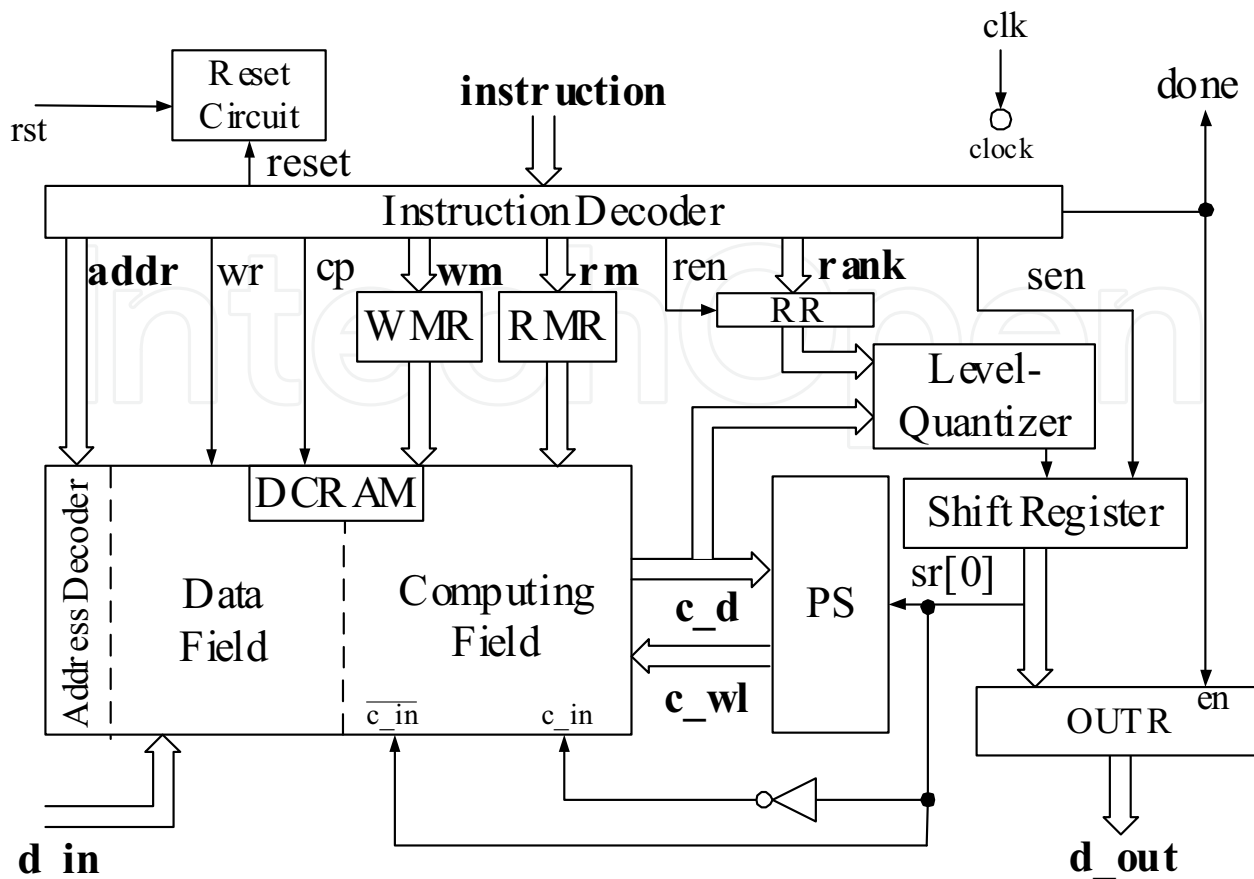 clk
Reset
Circuit
instruction
done
rst
clock
reset
Instruction Decoder
addr
wr
cp
wm
rm
ren
rank
sen
WMR
RMR
RR
Level-
Quantizer
IntechOpen
DCRAM
Shift Register
Address Decoder
Data
Field
Computing
Field
c_d
PS
sr[0]
c_wl
c_in
c_in
en
OUTR
d_in
d_out